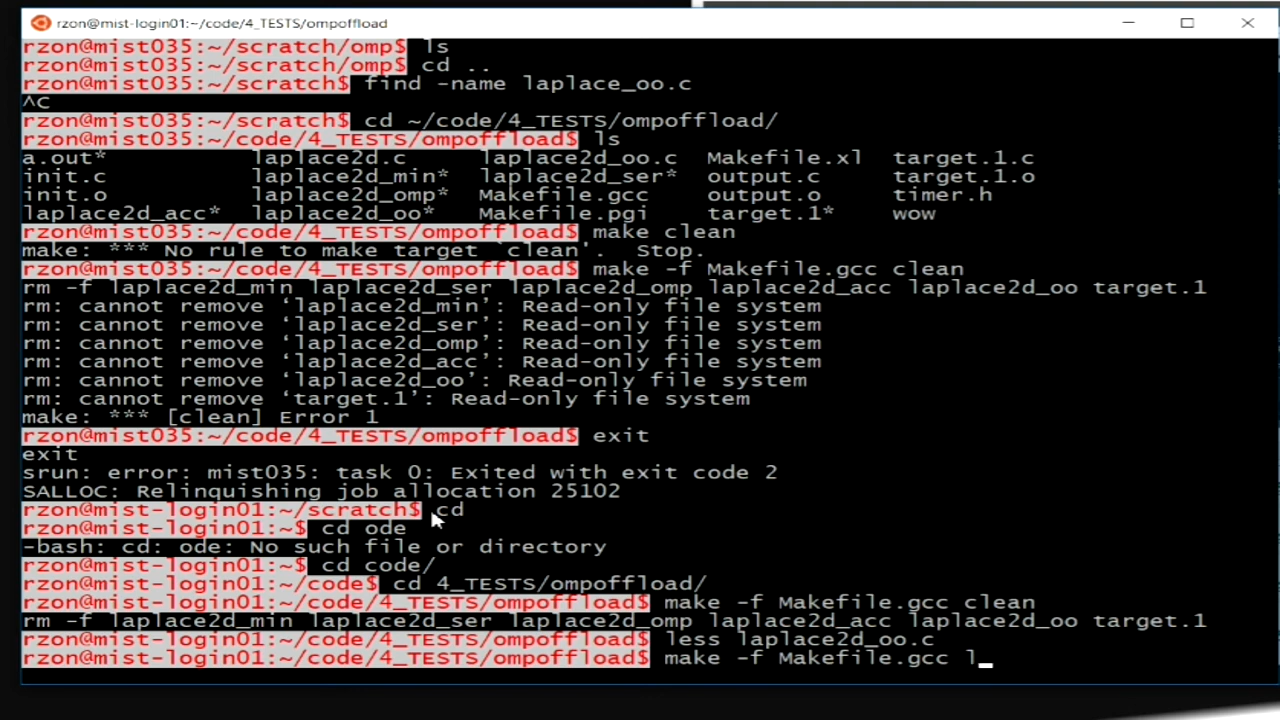 rzon@mist-login01:~/code/4_TESTS/ompoffload
rzon@mist035:~/scratch/omp$ ls
rzon@mist035:~/scratch/omp$ cd ..
rzon@mist035:~/scratch$ find -name laplace_oo.c
^C
rzon@mist035:~/scratch$ cd ~/code/4_TESTS/ompoffload/
rzon@mist035:~/code/4_TESTS/ompoffload$ ls
a.out* laplace2d.c laplace2d_oo.c Makefile.xl target.1.c
init.c laplace2d_min* laplace2d_ser* output.c target.1.o
init.o laplace2d_omp* Makefile.gcc output.o timer.h
laplace2d_acc* laplace2d_oo* Makefile.pgi target.1* wow
rzon@mist035:~/code/4_TESTS/ompoffload$ make clean
make: *** No rule to make target `clean'.  Stop.
rzon@mist035:~/code/4_TESTS/ompoffload$ make -f Makefile.gcc clean
rm -f laplace2d_min laplace2d_ser laplace2d_omp laplace2d_acc laplace2d_oo target.1
rm: cannot remove ‘laplace2d_min’: Read-only file system
rm: cannot remove ‘laplace2d_ser’: Read-only file system
rm: cannot remove ‘laplace2d_omp’: Read-only file system
rm: cannot remove ‘laplace2d_acc’: Read-only file system
rm: cannot remove ‘laplace2d_oo’: Read-only file system
rm: cannot remove ‘target.1’: Read-only file system
make: *** [clean] Error 1
rzon@mist035:~/code/4_TESTS/ompoffload$ exit
exit
srun: error: mist035: task 0: Exited with exit code 2
SALLOC: Relinquishing job allocation 25102
rzon@mist-login01:~/scratch$ cd
rzon@mist-login01:~$ cd ode
-bash: cd: ode: No such file or directory
rzon@mist-login01:~$ cd code/
rzon@mist-login01:~/code$ cd 4_TESTS/ompoffload/
rzon@mist-login01:~/code/4_TESTS/ompoffload$ make -f Makefile.gcc clean
rm -f laplace2d_min laplace2d_ser laplace2d_omp laplace2d_acc laplace2d_oo target.1
rzon@mist-login01:~/code/4_TESTS/ompoffload$ less laplace2d_oo.c
rzon@mist-login01:~/code/4_TESTS/ompoffload$ make -f Makefile.gcc l_